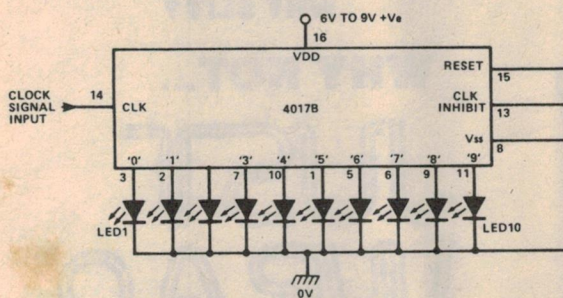 6V TO 9V +Ve
16
VDD
RESET
15
CLOCK
SIGNAL
INPUT
14
CLK
4017B
CLK
INHIBIT
13
Vss
8
'0'
'1'
'3'
'4'
'5'
'6'
'7'
'8'
'9'
3
2
7
10
1
5
6
9
11
LED1
LED10
0V